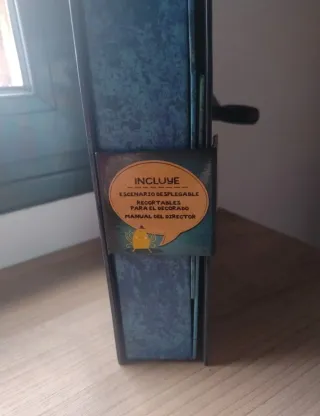 INCLUYE
ESCENARIO DESPLEGABLE
RECORTABLES
PARA EL DECORADO
MANUAL DEL DIRECTOR